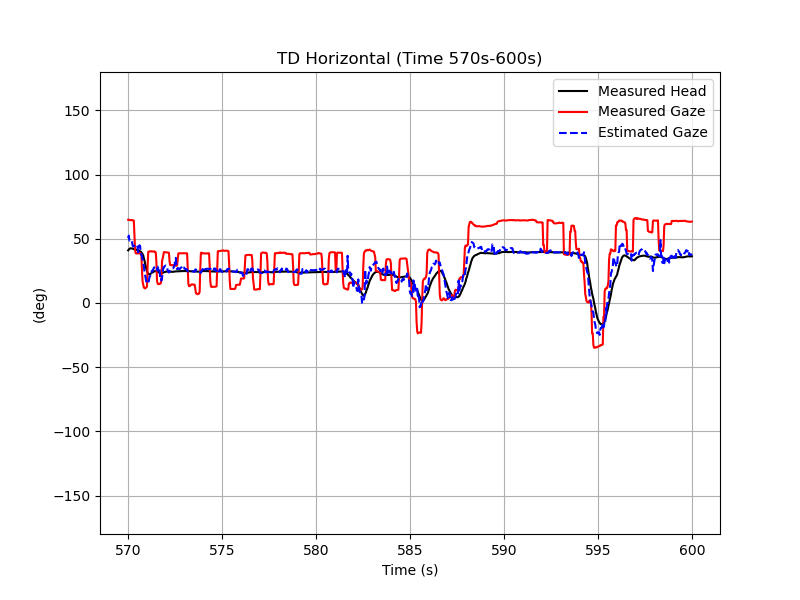 TD Horizontal (Time 570s-600s)
Measured Head
Measured Gaze
Estimated Gaze
150
100
50
0
−50
−100
−150
(deg)
570 575 580 585 590 595 600
Time (s)